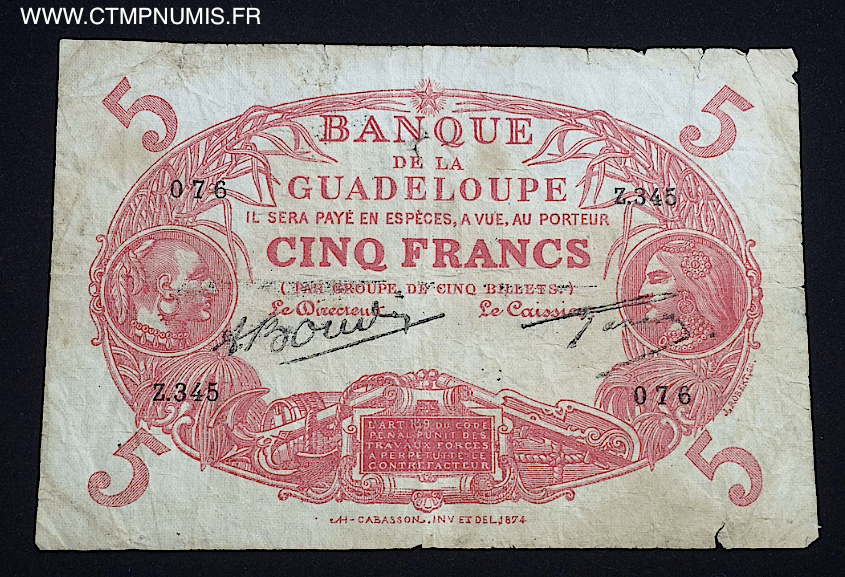 WWW.CTMPNUMIS.FR
5 5
BANQUE
DE LA
GUADELOUPE
076 Z.345
IL SERA PAYÉ EN ESPÈCES, A VUE, AU PORTEUR
CINQ FRANCS
(PAR GROUPE DE CINQ BILLETS.)
Le Directeur Le Caissier
Z.345 076
L'ART 139 DU CODE
PÉNAL PUNIT DES
TRAVAUX FORCÉS
A PERPÉTUITÉ LE
CONTREFACTEUR
5 5
H-CABASSON. INV ET DEL 1874